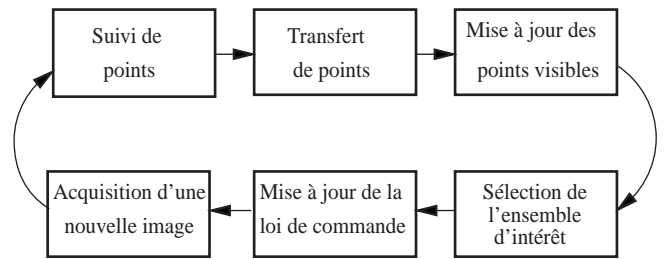 Suivi de
points
Transfert
de points
Mise à jour des
points visibles
Sélection de
l'ensemble
d'intérêt
Mise à jour de la
loi de commande
Acquisition d'une
nouvelle image